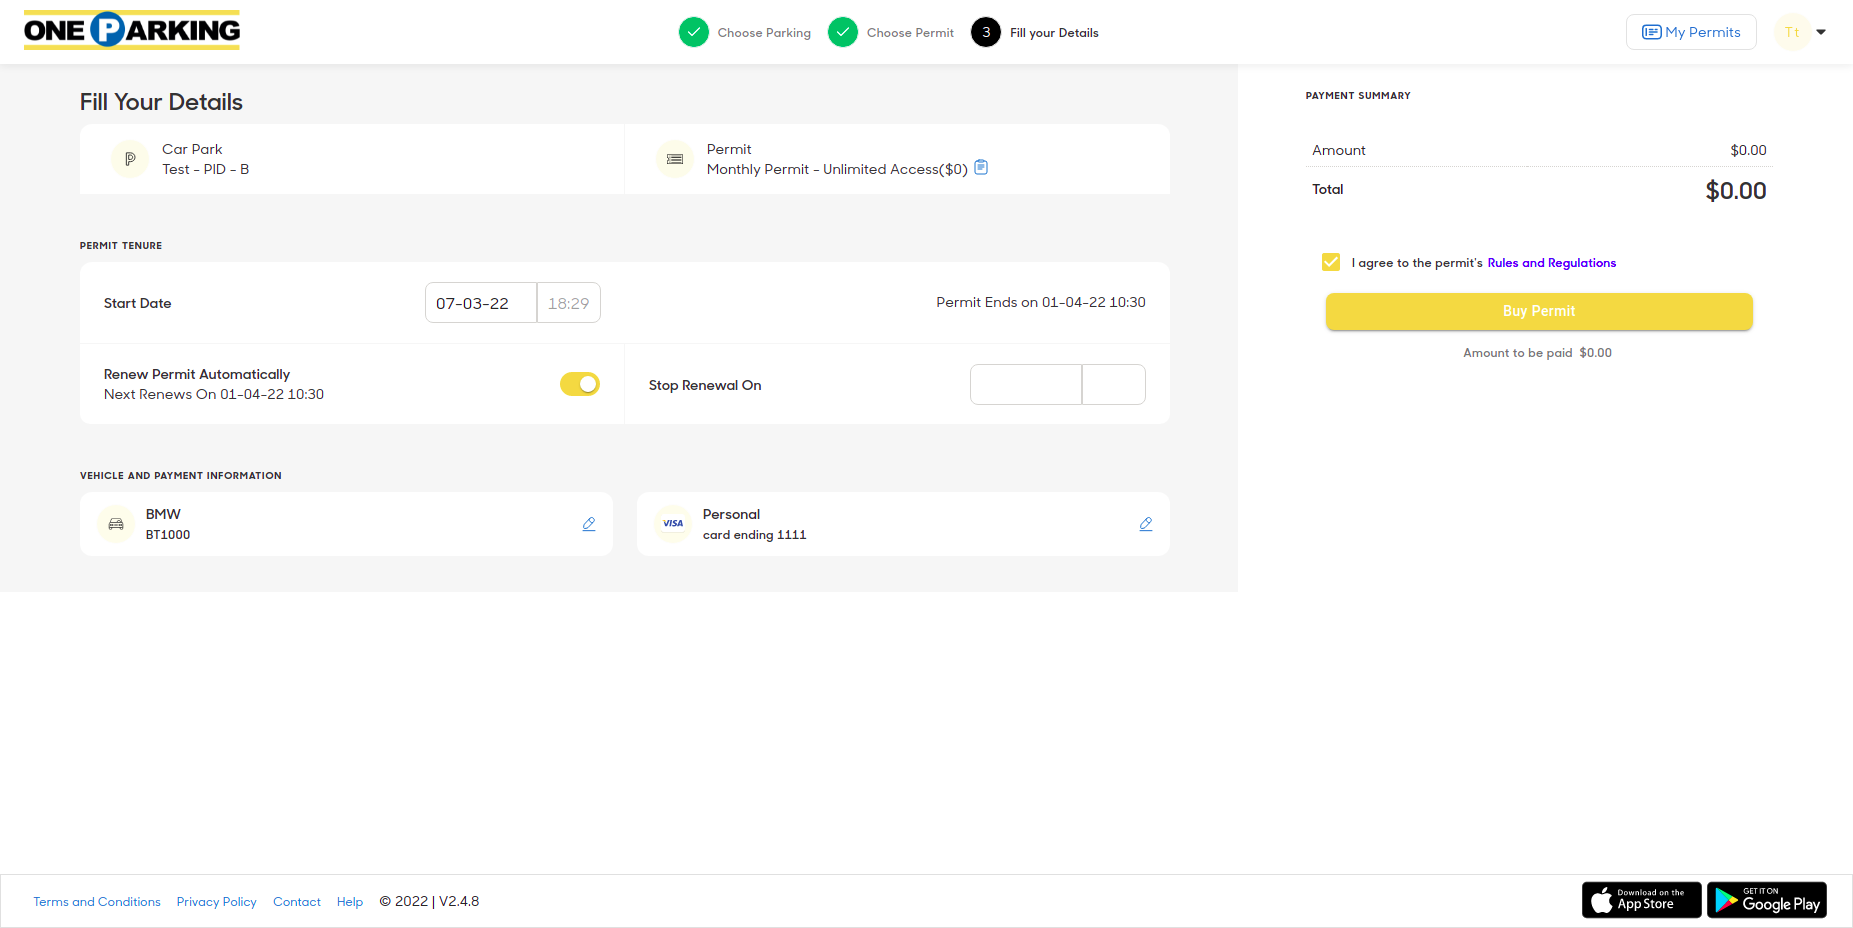 ONE PARKING
Choose Parking
Choose Permit
3 Fill your Details
My Permits
Tt
Fill Your Details
P
Car Park
Test - PID - B
Permit
Monthly Permit - Unlimited Access($0)
PERMIT TENURE
Start Date
07-03-22 18:29
Permit Ends on 01-04-22 10:30
Renew Permit Automatically
Next Renews On 01-04-22 10:30
Stop Renewal On
VEHICLE AND PAYMENT INFORMATION
BMW
BT1000
VISA
Personal
card ending 1111
PAYMENT SUMMARY
Amount $0.00
Total $0.00
I agree to the permit's Rules and Regulations
Buy Permit
Amount to be paid $0.00
Terms and Conditions Privacy Policy Contact Help © 2022 | V2.4.8
Download on the
App Store
GET IT ON
Google Play